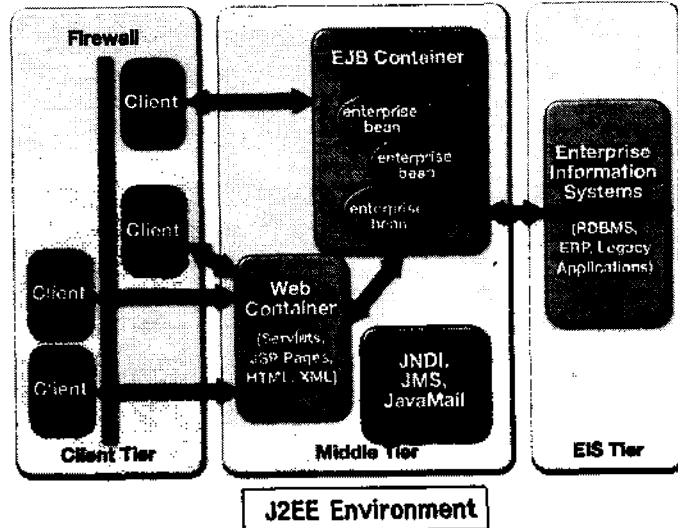 Firewall
Client
Client
Client
Client
Client Tier
EJB Container
enterprise
bean
enterprise
bean
enterprise
bean
Web
Container
(Servlets,
JSP Pages,
HTML, XML)
JNDI,
JMS,
JavaMail
Middle Tier
Enterprise
Information
Systems
(RDBMS,
ERP, Legacy
Applications)
EIS Tier
J2EE Environment